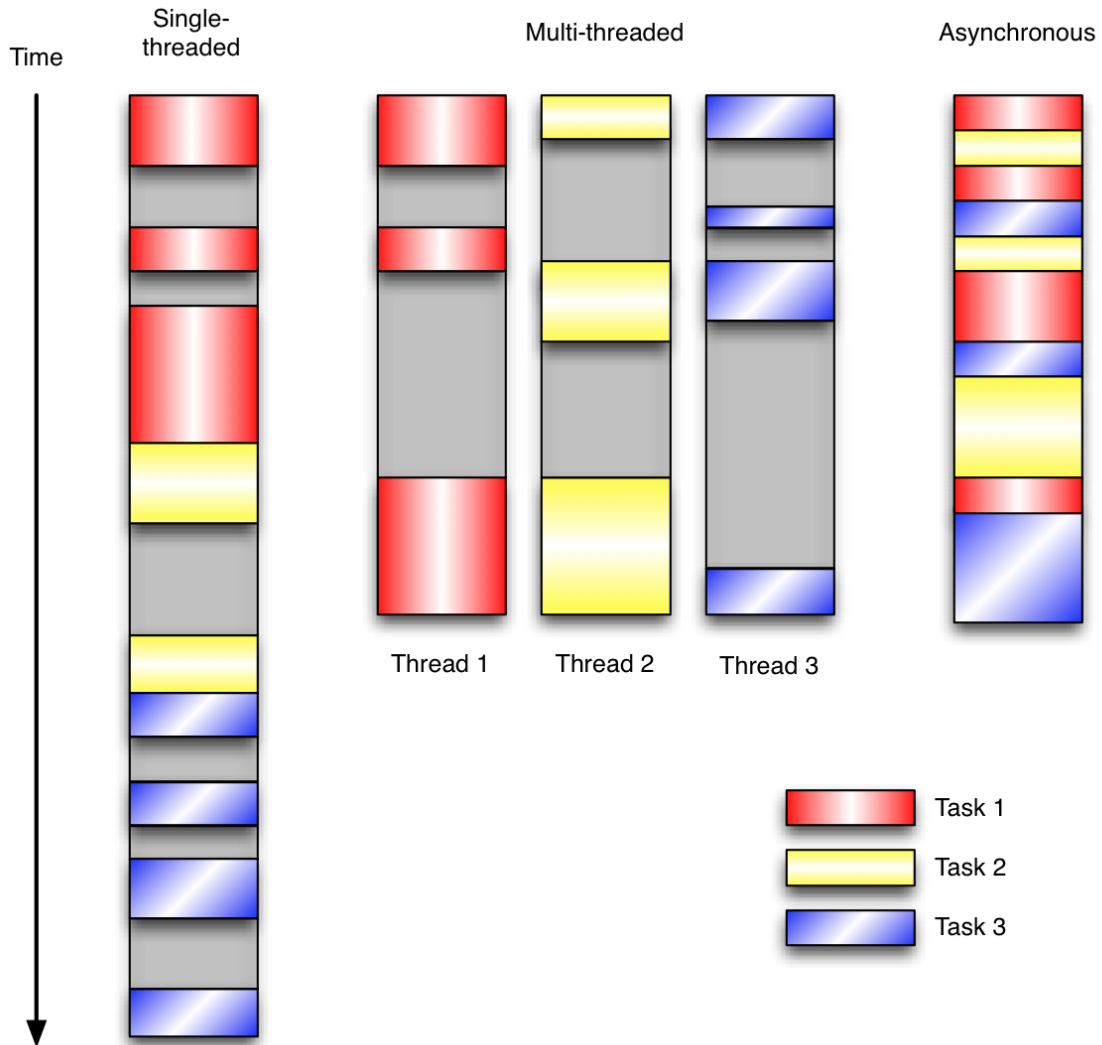 Time
Single-
threaded
Multi-threaded
Asynchronous
Thread 1
Thread 2
Thread 3
Task 1
Task 2
Task 3